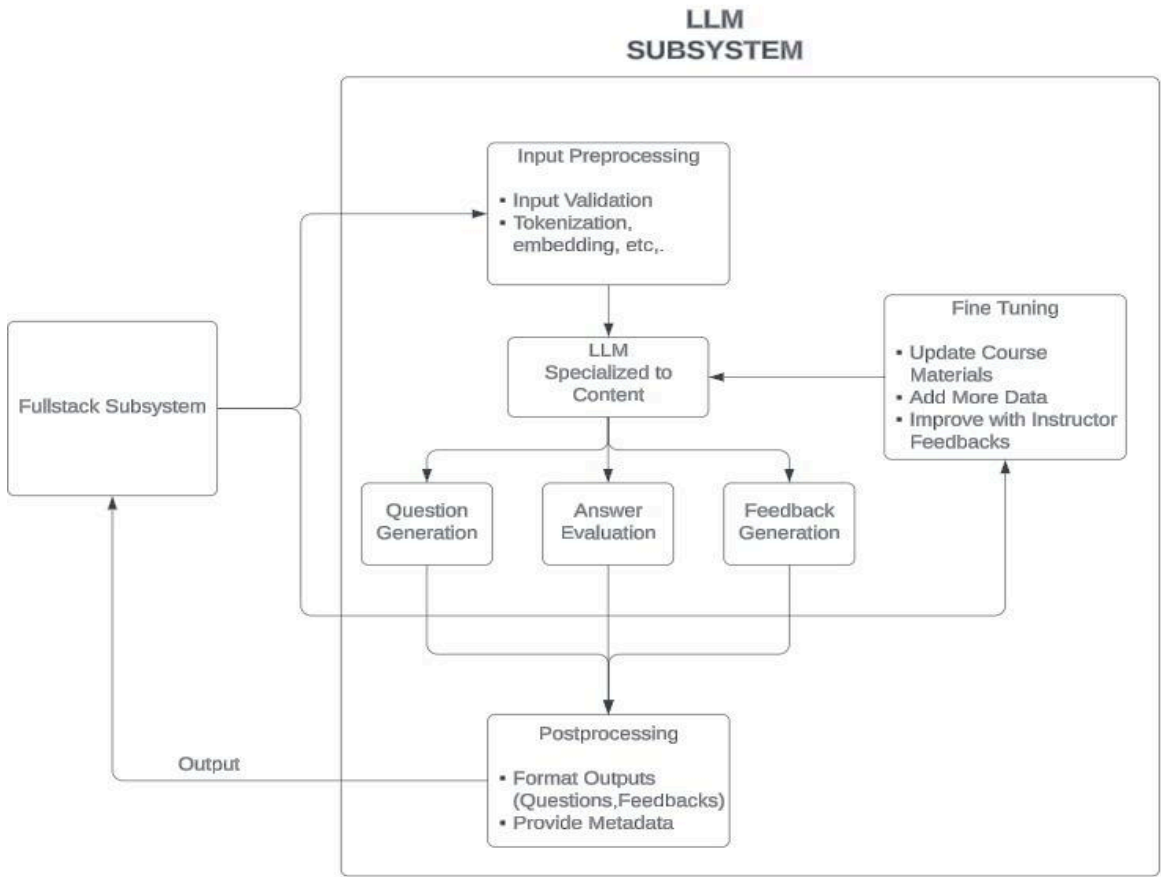 LLM
SUBSYSTEM
Input Preprocessing
▪ Input Validation
▪ Tokenization,
embedding, etc,.
Fine Tuning
▪ Update Course
Materials
▪ Add More Data
▪ Improve with Instructor
Feedbacks
LLM
Specialized to
Content
Fullstack Subsystem
Question
Generation
Answer
Evaluation
Feedback
Generation
Postprocessing
▪ Format Outputs
(Questions,Feedbacks)
▪ Provide Metadata
Output